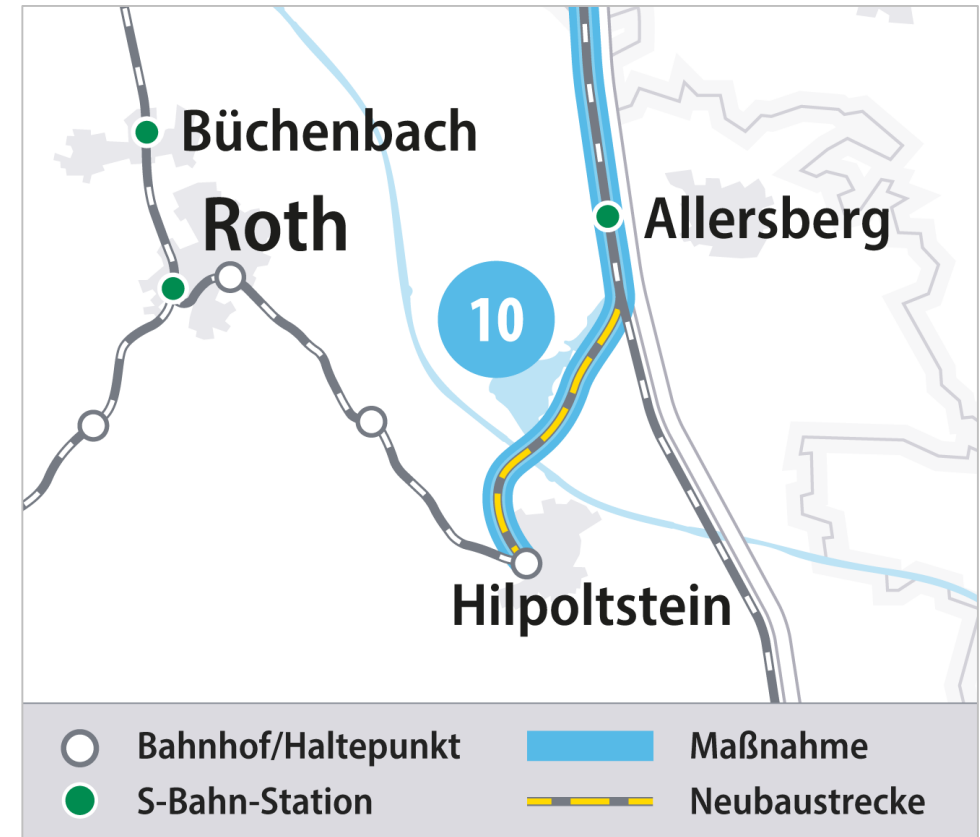 Büchenbach
Roth
Allersberg
10
Hilpoltstein
Bahnhof/Haltepunkt
Maßnahme
S-Bahn-Station
Neubaustrecke